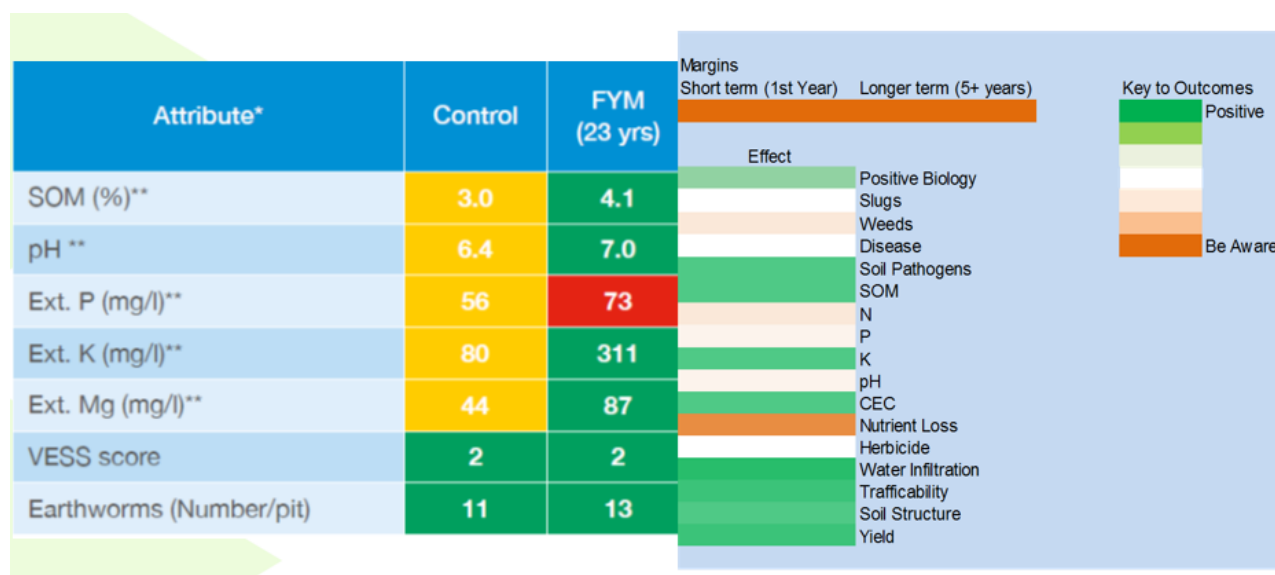 Attribute* Control FYM
(23 yrs)
SOM (%)** 3.0 4.1
pH ** 6.4 7.0
Ext. P (mg/l)** 56 73
Ext. K (mg/l)** 80 311
Ext. Mg (mg/l)** 44 87
VESS score 2 2
Earthworms (Number/pit) 11 13
Margins
Short term (1st Year) Longer term (5+ years)
Effect
Positive Biology
Slugs
Weeds
Disease
Soil Pathogens
SOM
N
P
K
pH
CEC
Nutrient Loss
Herbicide
Water Infiltration
Trafficability
Soil Structure
Yield
Key to Outcomes
Positive
Be Aware